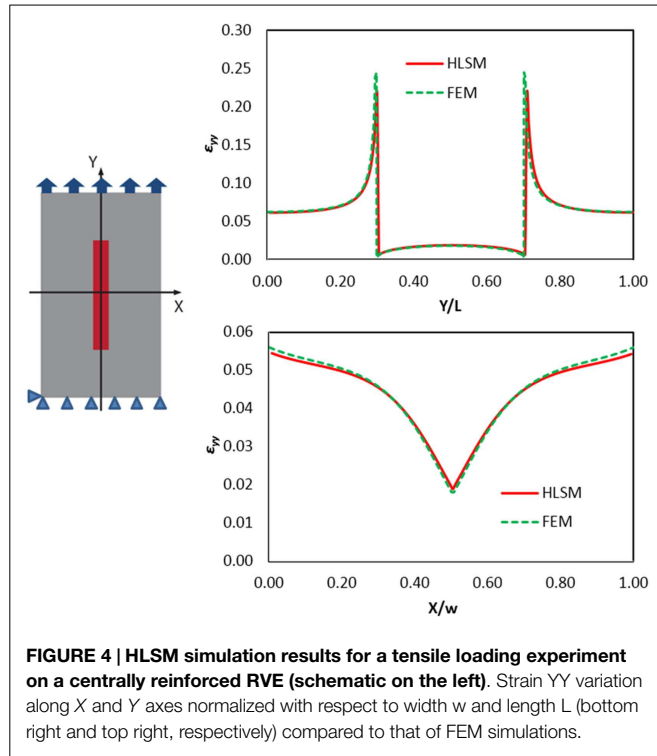 0.30
0.25
0.20
0.15
0.10
0.05
0.00
εyy
HLSM
FEM
0.00 0.20 0.40 0.60 0.80 1.00
Y/L
Y
X
0.06
0.05
0.04
0.03
0.02
0.01
0.00
εyy
HLSM
FEM
0.00 0.20 0.40 0.60 0.80 1.00
X/w
FIGURE 4 | HLSM simulation results for a tensile loading experiment
on a centrally reinforced RVE (schematic on the left). Strain YY variation
along X and Y axes normalized with respect to width w and length L (bottom
right and top right, respectively) compared to that of FEM simulations.